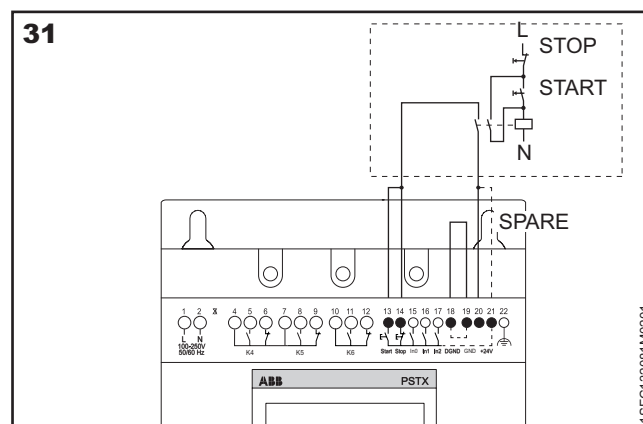 31
L
STOP
START
N
SPARE
1 2 4 5 6 7 8 9 10 11 12 13 14 15 16 17 18 19 20 21 22
L N
100-250V
50/60 Hz
K4 K5 K6 Start Stop In0 In1 In2 DGND GND +24V
ABB PSTX